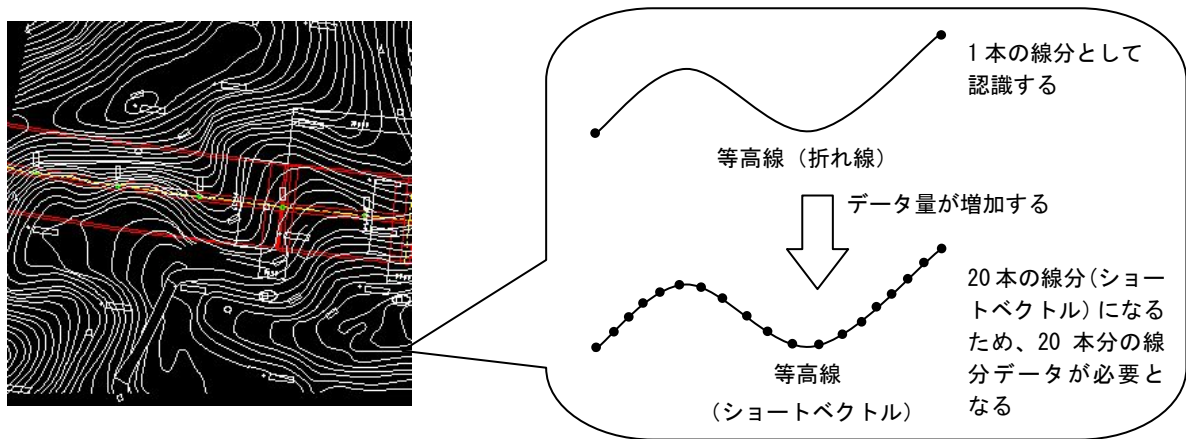 1本の線分として
認識する
等高線（折れ線）
データ量が増加する
20本の線分（ショー
トベクトル）になる
ため、20 本分の線
分データが必要と
なる
等高線
（ショートベクトル）